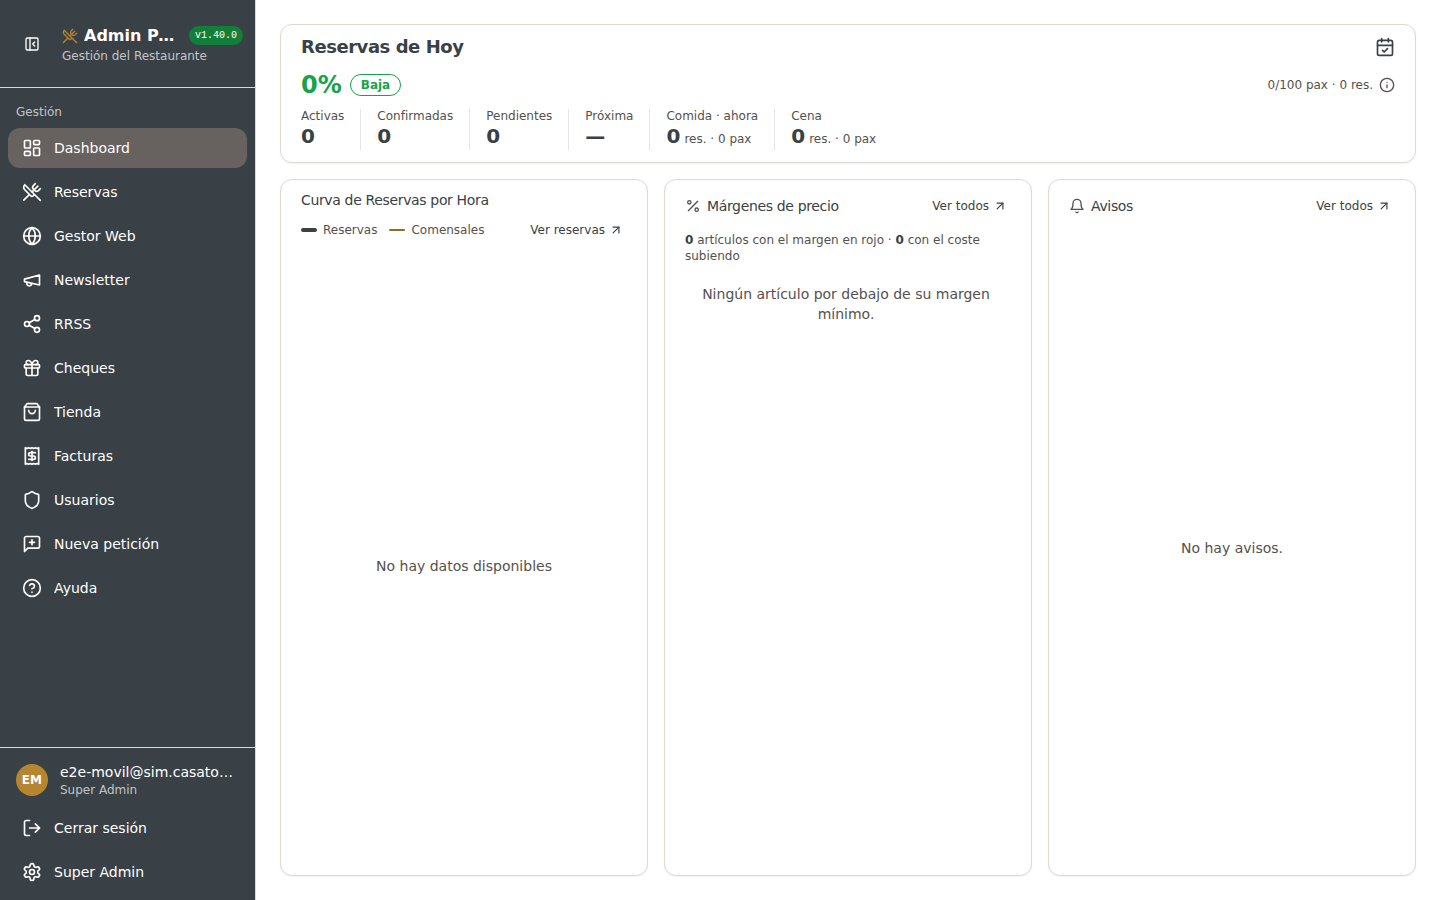 Admin P...
v1.40.0
Gestión del Restaurante
Gestión
Dashboard
Reservas
Gestor Web
Newsletter
RRSS
Cheques
Tienda
Facturas
Usuarios
Nueva petición
Ayuda
EM
e2e-movil@sim.casato...
Super Admin
Cerrar sesión
Super Admin
Reservas de Hoy
0% Baja
0/100 pax · 0 res.
Activas
0
Confirmadas
0
Pendientes
0
Próxima
—
Comida · ahora
0 res. · 0 pax
Cena
0 res. · 0 pax
Curva de Reservas por Hora
Reservas Comensales Ver reservas
No hay datos disponibles
Márgenes de precio Ver todos
0 artículos con el margen en rojo · 0 con el coste
subiendo
Ningún artículo por debajo de su margen
mínimo.
Avisos Ver todos
No hay avisos.